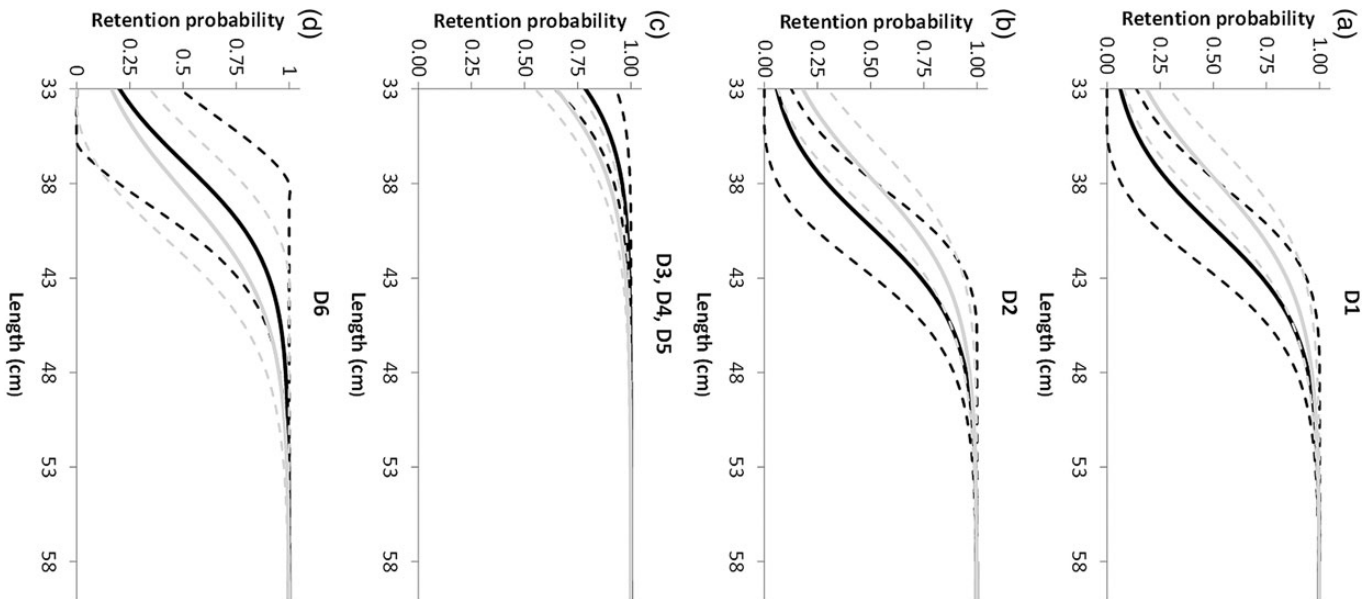 (a)
D1
Retention probability
1.00
0.75
0.50
0.25
0.00
33
38
43
48
53
58
Length (cm)
(b)
D2
Retention probability
1.00
0.75
0.50
0.25
0.00
33
38
43
48
53
58
Length (cm)
(c)
D3, D4, D5
Retention probability
1.00
0.75
0.50
0.25
0.00
33
38
43
48
53
58
Length (cm)
(d)
D6
Retention probability
1
0.75
0.5
0.25
0
33
38
43
48
53
58
Length (cm)